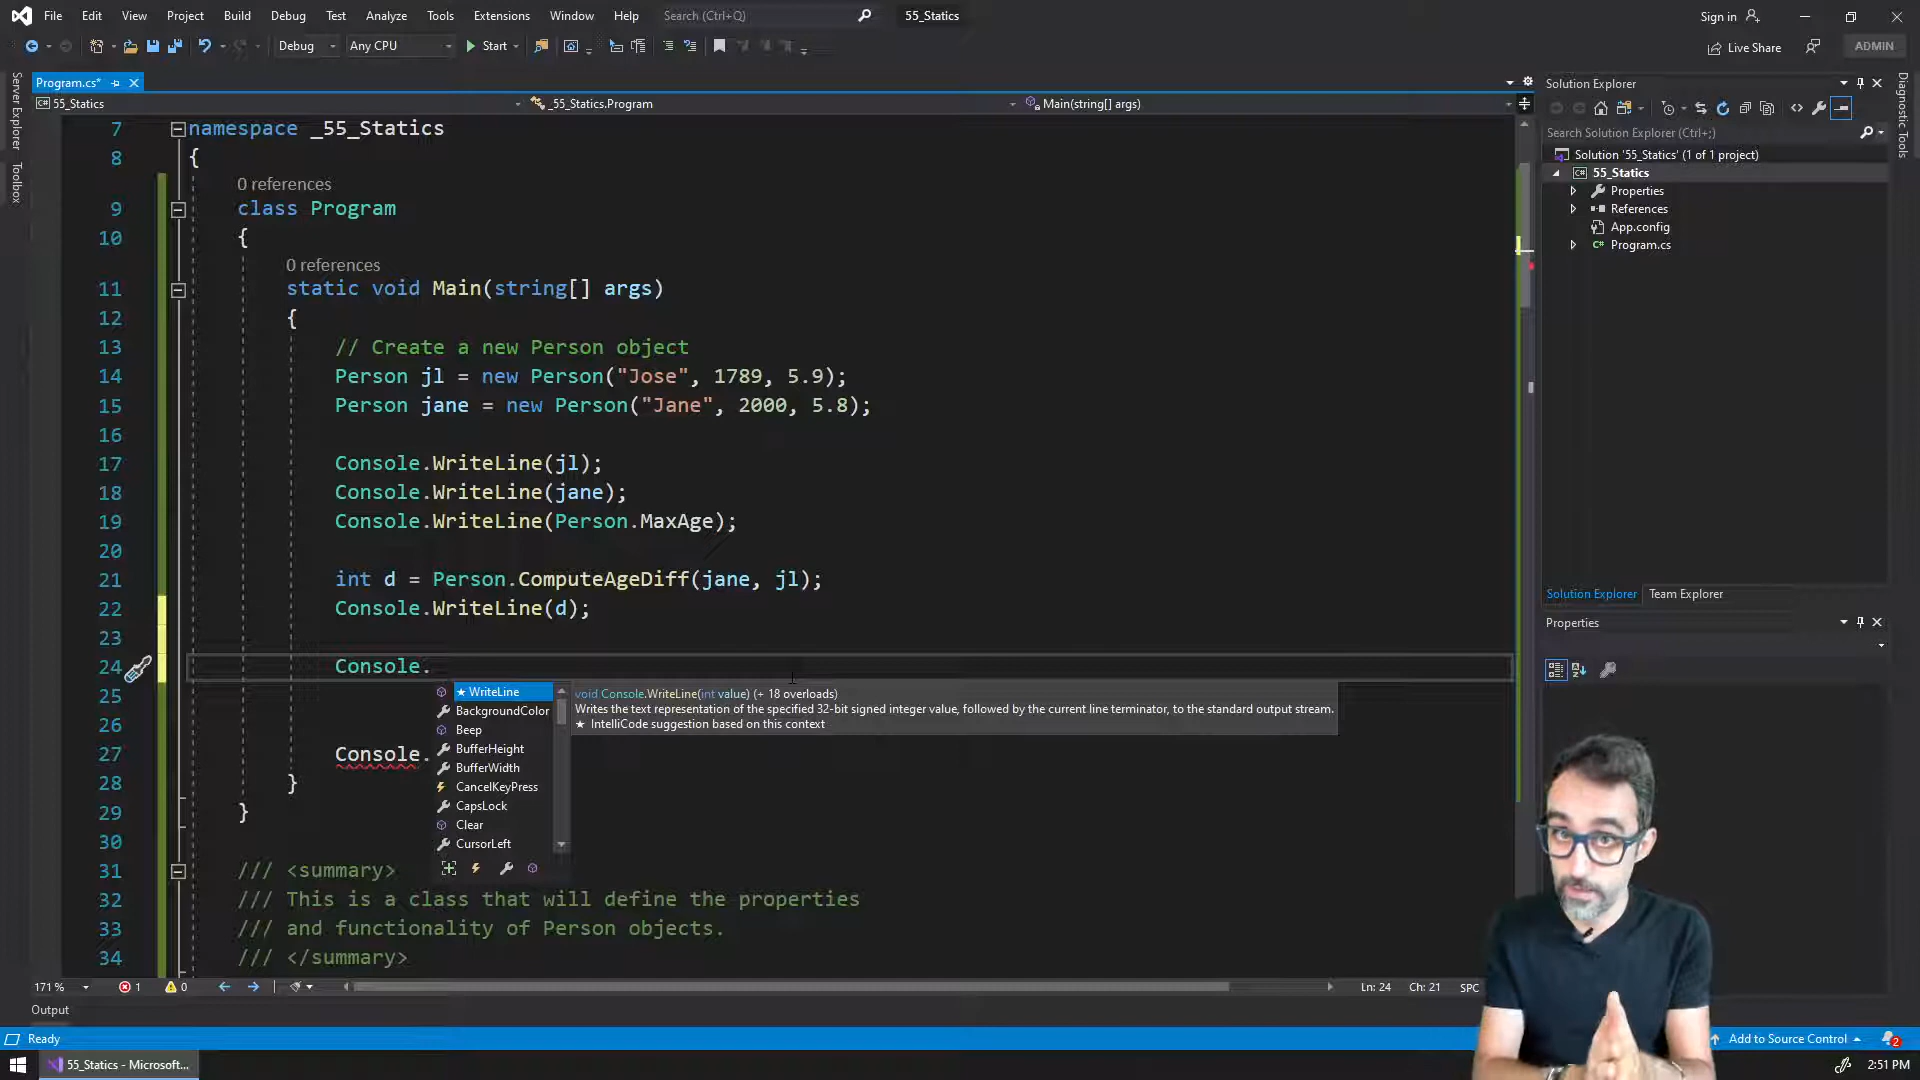 File Edit View Project Build Debug Test Analyze Tools Extensions Window Help Search (Ctrl+Q) 55_Statics Sign in
Debug Any CPU Start Live Share ADMIN
Server Explorer
Toolbox
Program.cs*
55_Statics _55_Statics.Program Main(string[] args)
7 namespace _55_Statics
8 {
0 references
9 class Program
10 {
0 references
11 static void Main(string[] args)
12 {
13 // Create a new Person object
14 Person jl = new Person("Jose", 1789, 5.9);
15 Person jane = new Person("Jane", 2000, 5.8);
16
17 Console.WriteLine(jl);
18 Console.WriteLine(jane);
19 Console.WriteLine(Person.MaxAge);
20
21 int d = Person.ComputeAgeDiff(jane, jl);
22 Console.WriteLine(d);
23
24 Console.
25
26
27 Console.
28 }
29 }
30
31 /// <summary>
32 /// This is a class that will define the properties
33 /// and functionality of Person objects.
34 /// </summary>
★ WriteLine
BackgroundColor
Beep
BufferHeight
BufferWidth
CancelKeyPress
CapsLock
Clear
CursorLeft
void Console.WriteLine(int value) (+ 18 overloads)
Writes the text representation of the specified 32-bit signed integer value, followed by the current line terminator, to the standard output stream.
★ IntelliCode suggestion based on this context
171 % 1 0 Ln: 24 Ch: 21 SPC
Output
Ready
Solution Explorer
Search Solution Explorer (Ctrl+;)
Solution '55_Statics' (1 of 1 project)
55_Statics
Properties
References
App.config
Program.cs
Solution Explorer Team Explorer
Properties
Diagnostic Tools
Add to Source Control 2
55_Statics - Microsoft... 2:51 PM